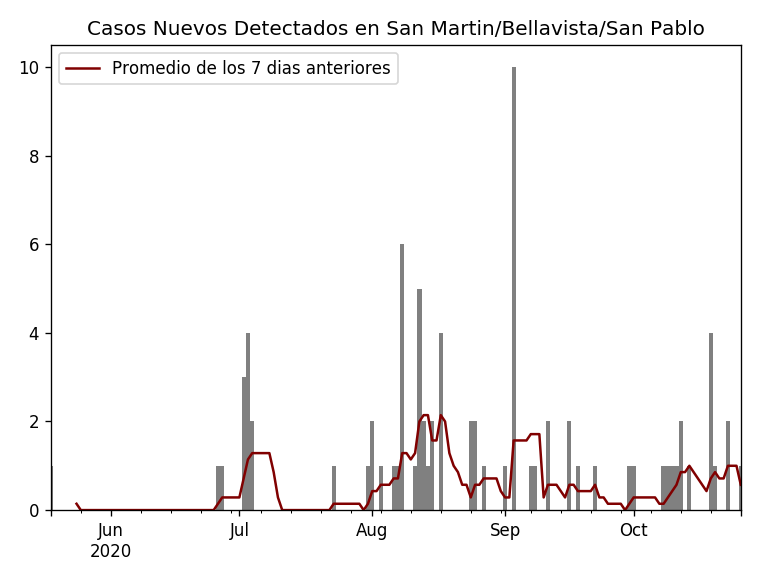 Casos Nuevos Detectados en San Martin/Bellavista/San Pablo
Promedio de los 7 dias anteriores
10
8
6
4
2
0
Jun Jul Aug Sep Oct
2020